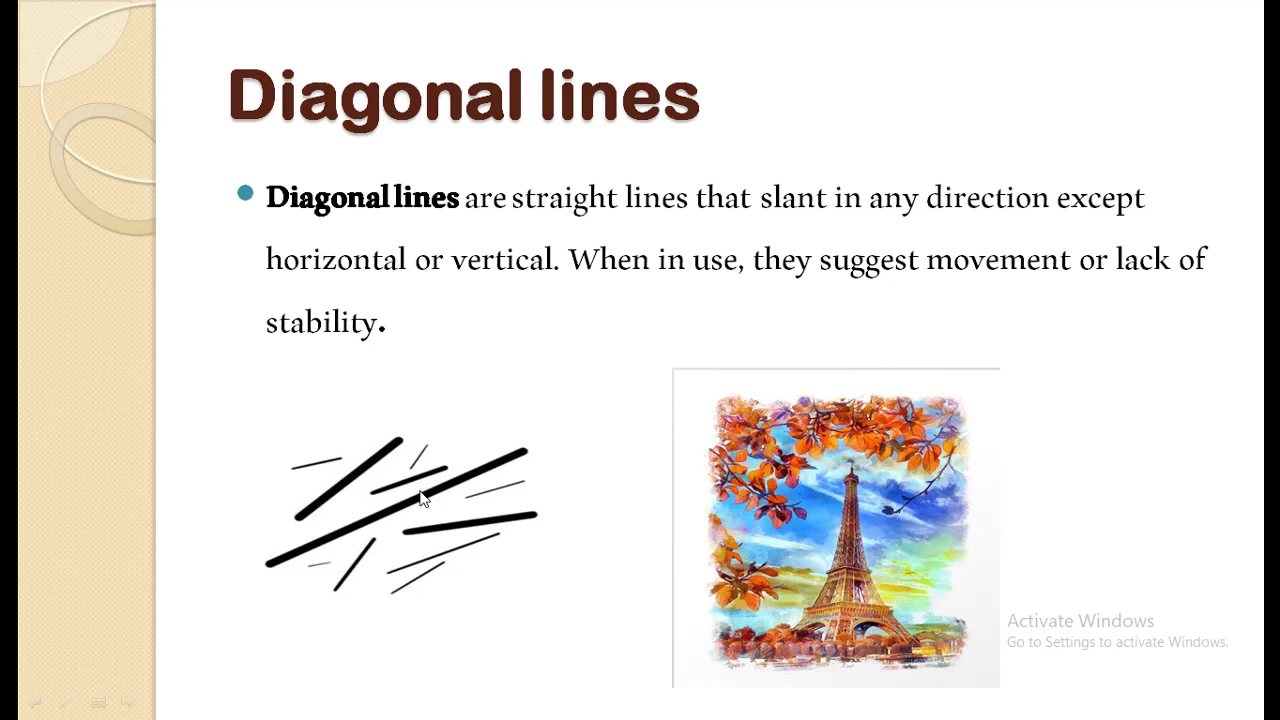 Diagonal lines
Diagonal lines are straight lines that slant in any direction except
horizontal or vertical. When in use, they suggest movement or lack of
stability.
Activate Windows
Go to Settings to activate Windows.